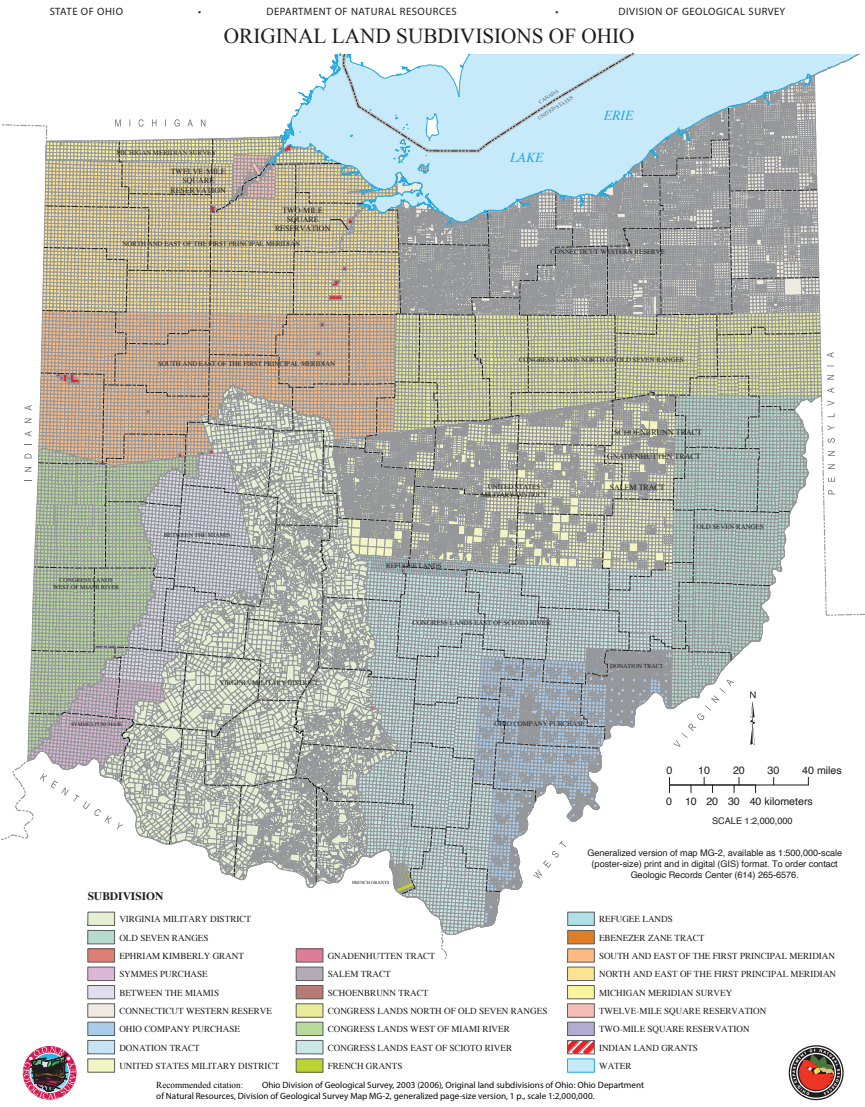 STATE OF OHIO • DEPARTMENT OF NATURAL RESOURCES • DIVISION OF GEOLOGICAL SURVEY
ORIGINAL LAND SUBDIVISIONS OF OHIO
CANADA
UNITED STATES
ERIE
LAKE
MICHIGAN
MICHIGAN MERIDIAN SURVEY
TWELVE-MILE
SQUARE
RESERVATION
TWO-MILE
SQUARE
RESERVATION
NORTH AND EAST OF THE FIRST PRINCIPAL MERIDIAN
CONNECTICUT WESTERN RESERVE
SOUTH AND EAST OF THE FIRST PRINCIPAL MERIDIAN
CONGRESS LANDS NORTH OF OLD SEVEN RANGES
INDIANA
PENNSYLVANIA
SCHOENBRUNN TRACT
GNADENHUTTEN TRACT
SALEM TRACT
UNITED STATES
MILITARY DISTRICT
OLD SEVEN RANGES
BETWEEN THE MIAMIS
REFUGEE LANDS
CONGRESS LANDS
WEST OF MIAMI RIVER
CONGRESS LANDS EAST OF SCIOTO RIVER
DONATION TRACT
VIRGINIA MILITARY DISTRICT
OHIO COMPANY PURCHASE
SYMMES PURCHASE
KENTUCKY
WEST VIRGINIA
FRENCH GRANTS
N
0 10 20 30 40 miles
0 10 20 30 40 kilometers
SCALE 1:2,000,000
Generalized version of map MG-2, available as 1:500,000-scale
(poster-size) print and in digital (GIS) format. To order contact
Geologic Records Center (614) 265-6576.
SUBDIVISION
VIRGINIA MILITARY DISTRICT
OLD SEVEN RANGES
EPHRIAM KIMBERLY GRANT
SYMMES PURCHASE
BETWEEN THE MIAMIS
CONNECTICUT WESTERN RESERVE
OHIO COMPANY PURCHASE
DONATION TRACT
UNITED STATES MILITARY DISTRICT
GNADENHUTTEN TRACT
SALEM TRACT
SCHOENBRUNN TRACT
CONGRESS LANDS NORTH OF OLD SEVEN RANGES
CONGRESS LANDS WEST OF MIAMI RIVER
CONGRESS LANDS EAST OF SCIOTO RIVER
FRENCH GRANTS
REFUGEE LANDS
EBENEZER ZANE TRACT
SOUTH AND EAST OF THE FIRST PRINCIPAL MERIDIAN
NORTH AND EAST OF THE FIRST PRINCIPAL MERIDIAN
MICHIGAN MERIDIAN SURVEY
TWELVE-MILE SQUARE RESERVATION
TWO-MILE SQUARE RESERVATION
INDIAN LAND GRANTS
WATER
Recommended citation: Ohio Division of Geological Survey, 2003 (2006), Original land subdivisions of Ohio: Ohio Department
of Natural Resources, Division of Geological Survey Map MG-2, generalized page-size version, 1 p., scale 1:2,000,000.